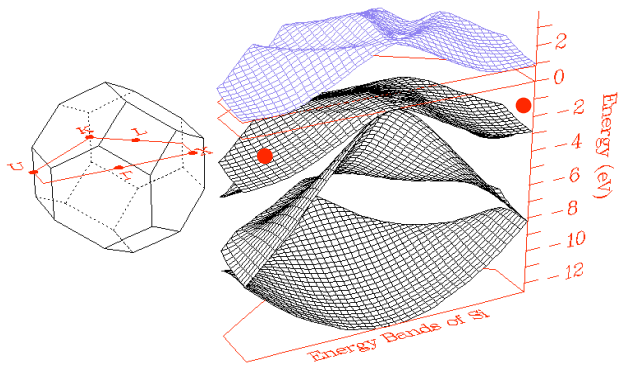 K
L
X
U
L
2
0
-2
-4
-6
-8
-10
-12
Energy (eV)
Energy Bands of Si